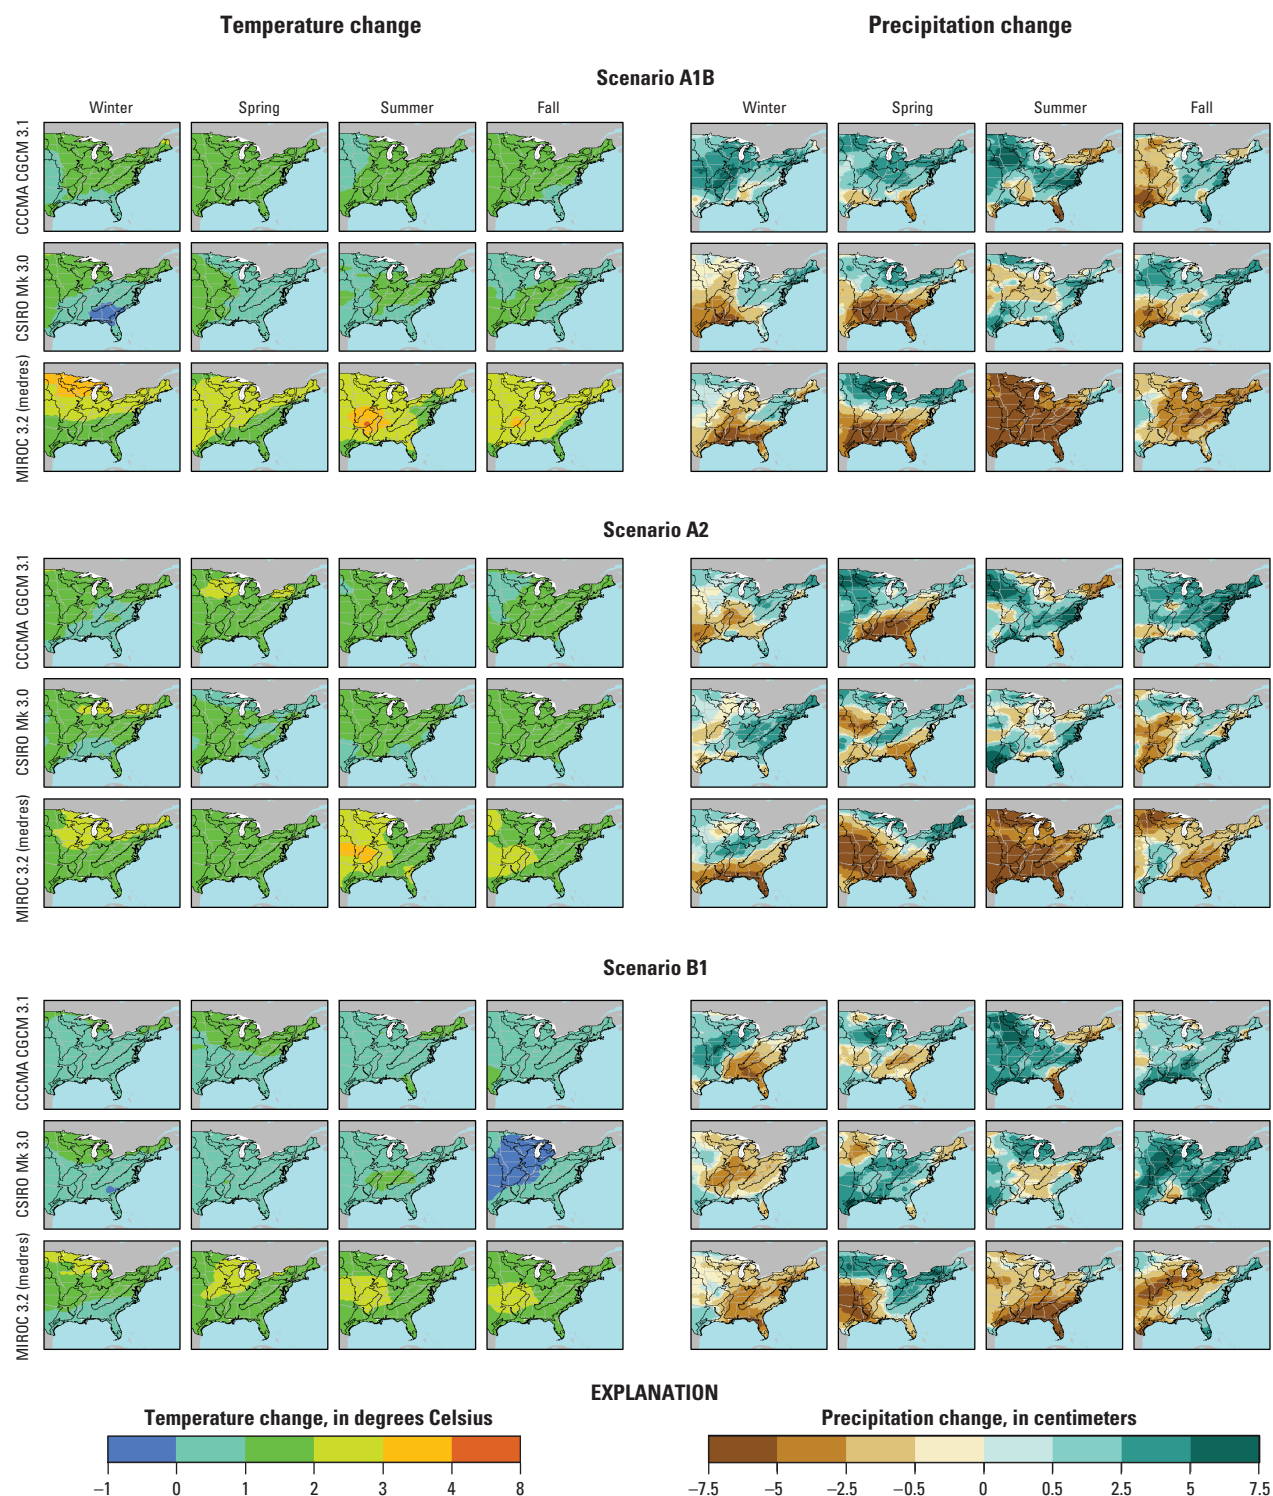 Temperature change
Precipitation change
Scenario A1B
Winter Spring Summer Fall Winter Spring Summer Fall
CCCMA CGCM 3.1
CSIRO Mk 3.0
MIROC 3.2 (medres)
Scenario A2
CCCMA CGCM 3.1
CSIRO Mk 3.0
MIROC 3.2 (medres)
Scenario B1
CCCMA CGCM 3.1
CSIRO Mk 3.0
MIROC 3.2 (medres)
EXPLANATION
Temperature change, in degrees Celsius
−1 0 1 2 3 4 8
Precipitation change, in centimeters
−7.5 −5 −2.5 −0.5 0 0.5 2.5 5 7.5